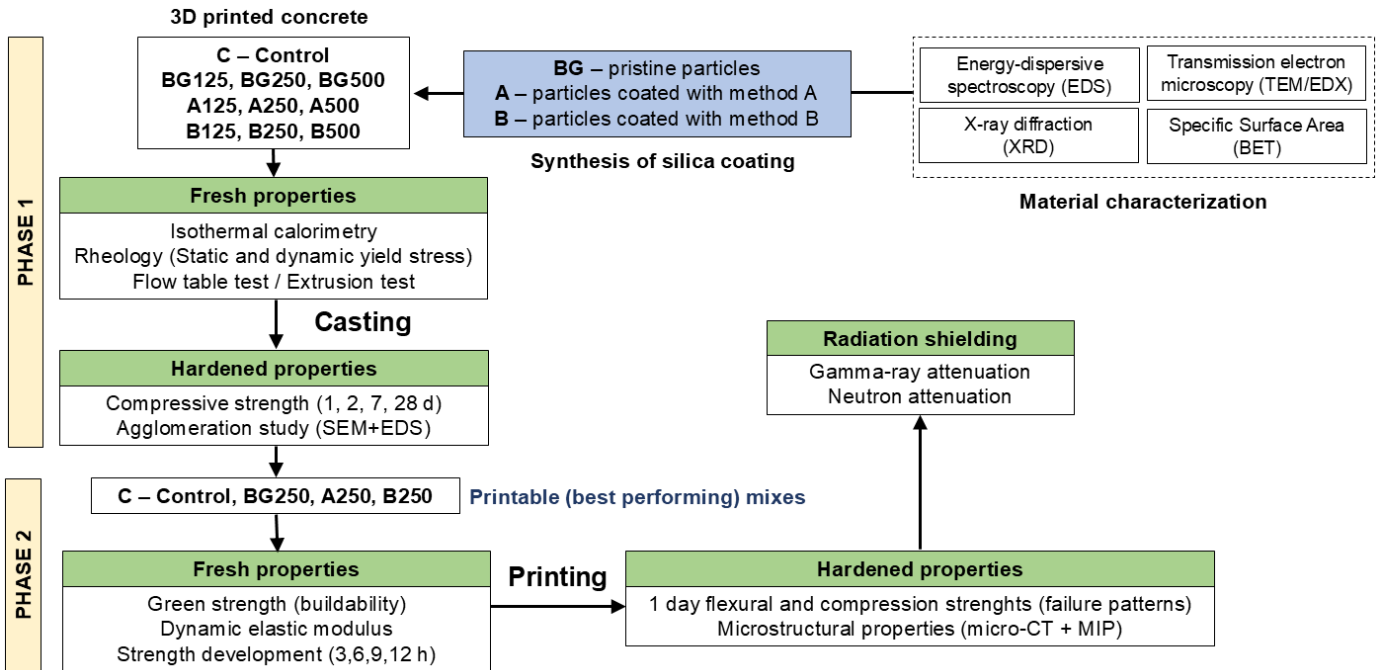 3D printed concrete
PHASE 1
C – Control
BG125, BG250, BG500
A125, A250, A500
B125, B250, B500
BG – pristine particles
A – particles coated with method A
B – particles coated with method B
Synthesis of silica coating
Energy-dispersive
spectroscopy (EDS)
Transmission electron
microscopy (TEM/EDX)
X-ray diffraction
(XRD)
Specific Surface Area
(BET)
Material characterization
Fresh properties
Isothermal calorimetry
Rheology (Static and dynamic yield stress)
Flow table test / Extrusion test
Casting
Hardened properties
Compressive strength (1, 2, 7, 28 d)
Agglomeration study (SEM+EDS)
Radiation shielding
Gamma-ray attenuation
Neutron attenuation
PHASE 2
C – Control, BG250, A250, B250
Printable (best performing) mixes
Fresh properties
Green strength (buildability)
Dynamic elastic modulus
Strength development (3,6,9,12 h)
Printing
Hardened properties
1 day flexural and compression strenghts (failure patterns)
Microstructural properties (micro-CT + MIP)